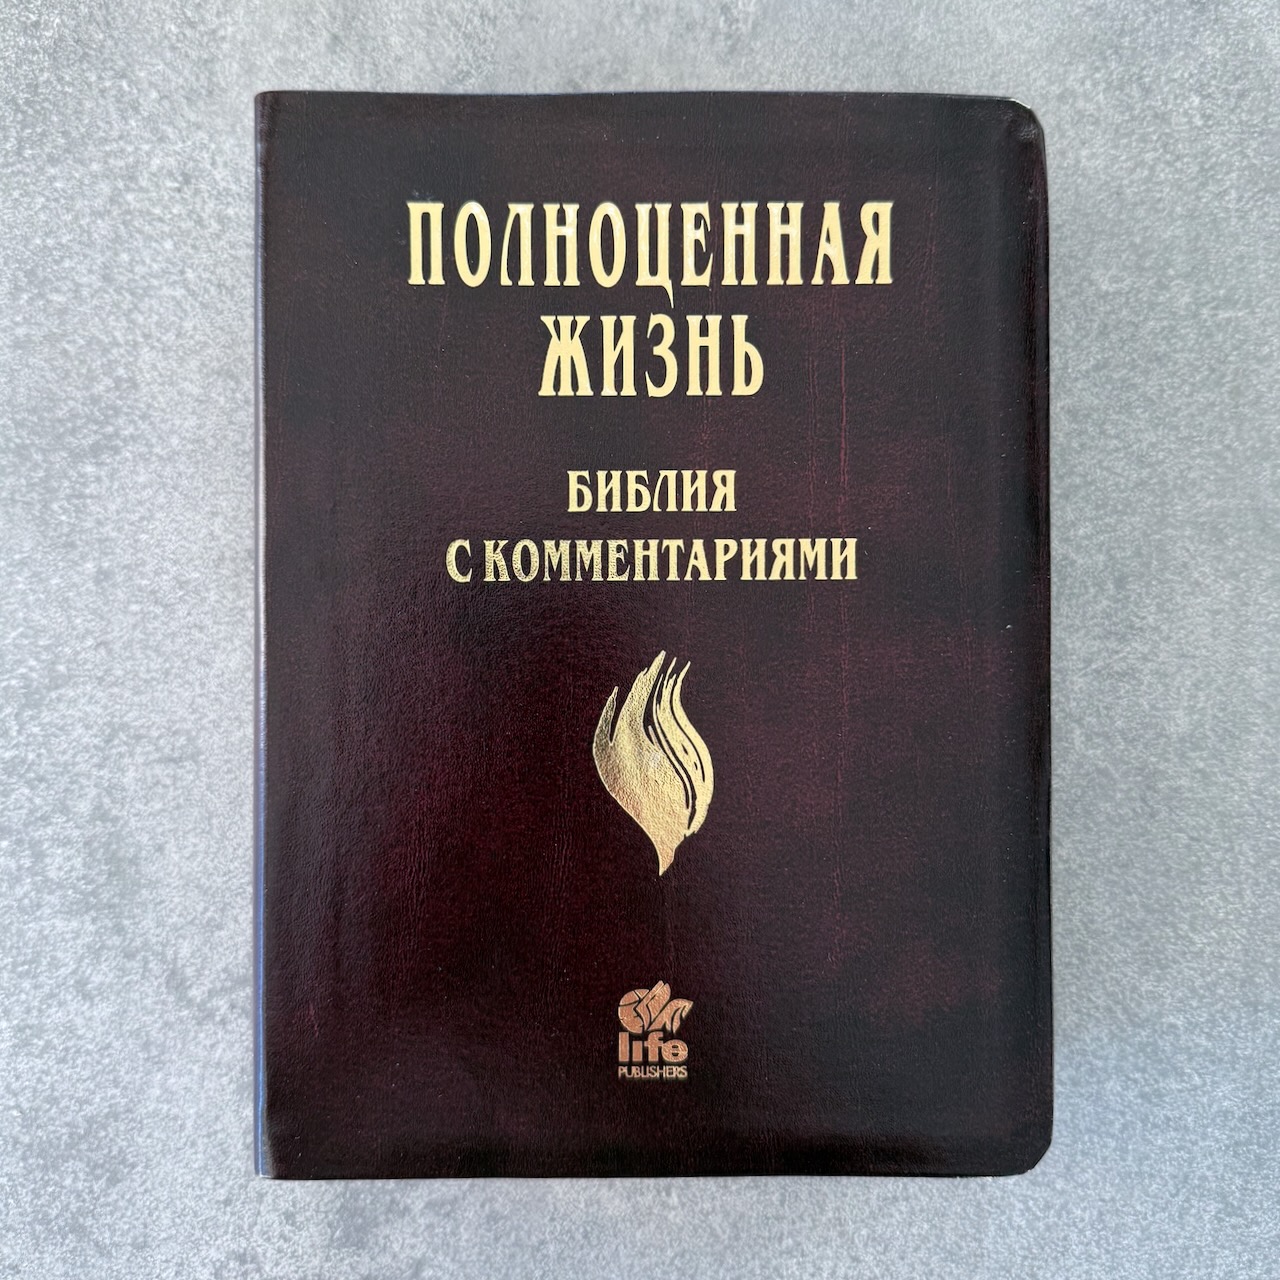 ПОЛНОЦЕННАЯ
ЖИЗНЬ
БИБЛИЯ
С КОММЕНТАРИЯМИ
life
PUBLISHERS